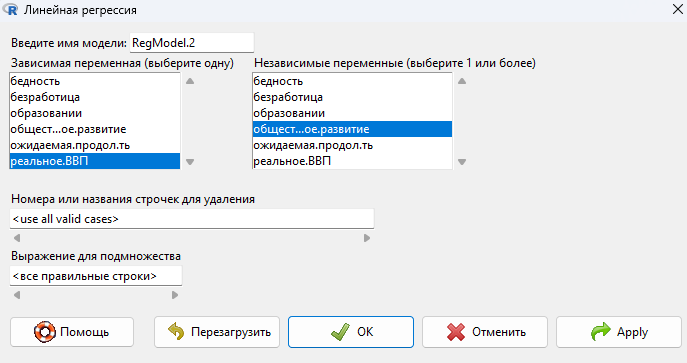 Линейная регрессия
Введите имя модели: RegModel.2
Зависимая переменная (выберите одну) Независимые переменные (выберите 1 или более)
бедность бедность
безработица безработица
образовании образовании
общест...ое.развитие общест...ое.развитие
ожидаемая.продол.ть ожидаемая.продол.ть
реальное.ВВП реальное.ВВП
Номера или названия строчек для удаления
<use all valid cases>
Выражение для подмножества
<все правильные строки>
Помощь Перезагрузить OK Отменить Apply